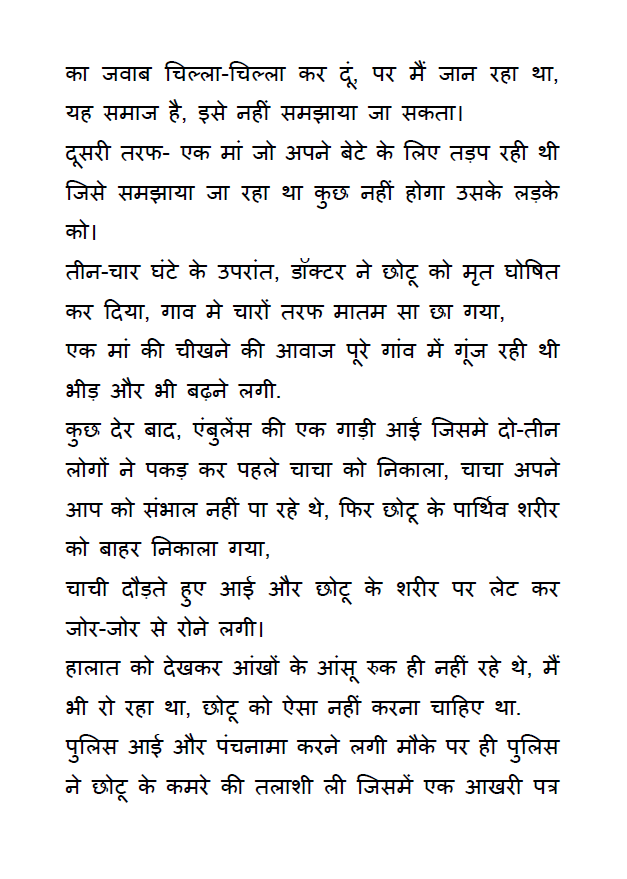 का जवाब चिल्ला-चिल्ला कर दूं, पर मैं जान रहा था,
यह समाज है, इसे नहीं समझाया जा सकता।
दूसरी तरफ- एक मां जो अपने बेटे के लिए तड़प रही थी
जिसे समझाया जा रहा था कुछ नहीं होगा उसके लड़के
को।
तीन-चार घंटे के उपरांत, डॉक्टर ने छोटू को मृत घोषित
कर दिया, गाव मे चारों तरफ मातम सा छा गया,
एक मां की चीखने की आवाज पूरे गांव में गूंज रही थी
भीड़ और भी बढ़ने लगी.
कुछ देर बाद, एंबुलेंस की एक गाड़ी आई जिसमे दो-तीन
लोगों ने पकड़ कर पहले चाचा को निकाला, चाचा अपने
आप को संभाल नहीं पा रहे थे, फिर छोटू के पार्थिव शरीर
को बाहर निकाला गया,
चाची दौड़ते हुए आई और छोटू के शरीर पर लेट कर
जोर-जोर से रोने लगी।
हालात को देखकर आंखों के आंसू रुक ही नहीं रहे थे, मैं
भी रो रहा था, छोटू को ऐसा नहीं करना चाहिए था.
पुलिस आई और पंचनामा करने लगी मौके पर ही पुलिस
ने छोटू के कमरे की तलाशी ली जिसमें एक आखरी पत्र